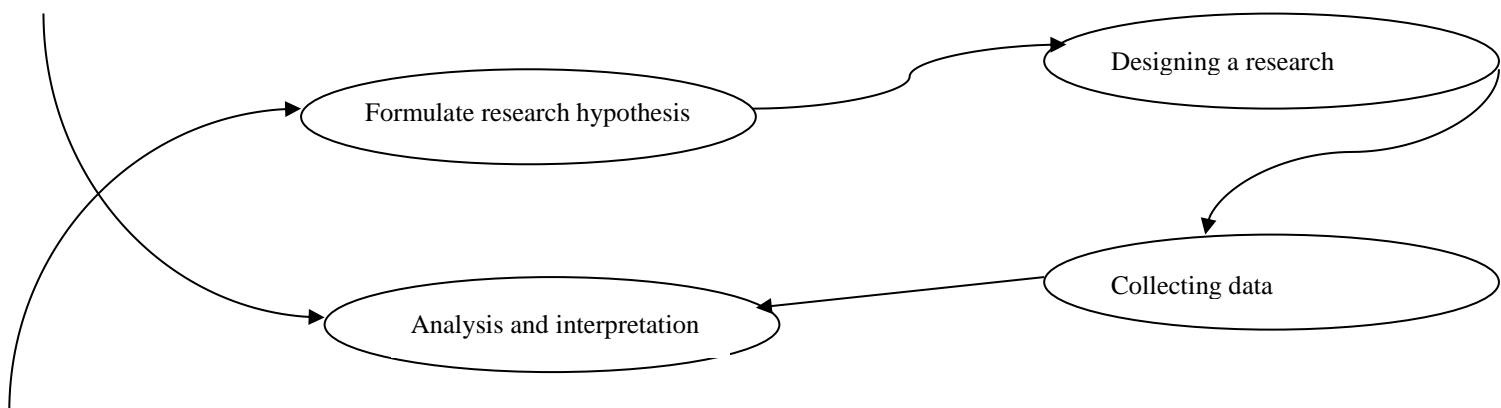 Designing a research
Formulate research hypothesis
Collecting data
Analysis and interpretation